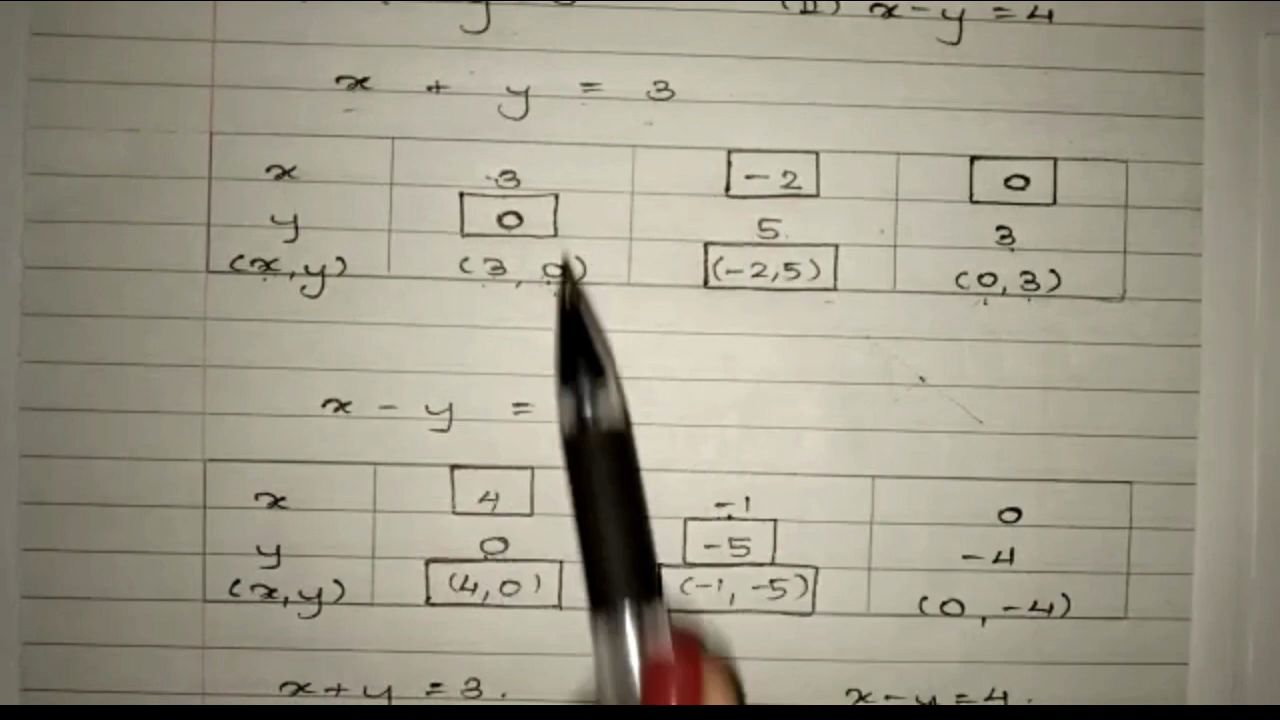 y (II) x - y = 4
x + y = 3
x 3 -2 0
y 0 5 3
(x, y) (3, 0) (-2, 5) (0, 3)
x - y =
x 4 -1 0
y 0 -5 -4
(x, y) (4, 0) (-1, -5) (0, -4)
x + y = 3. x - y = 4.